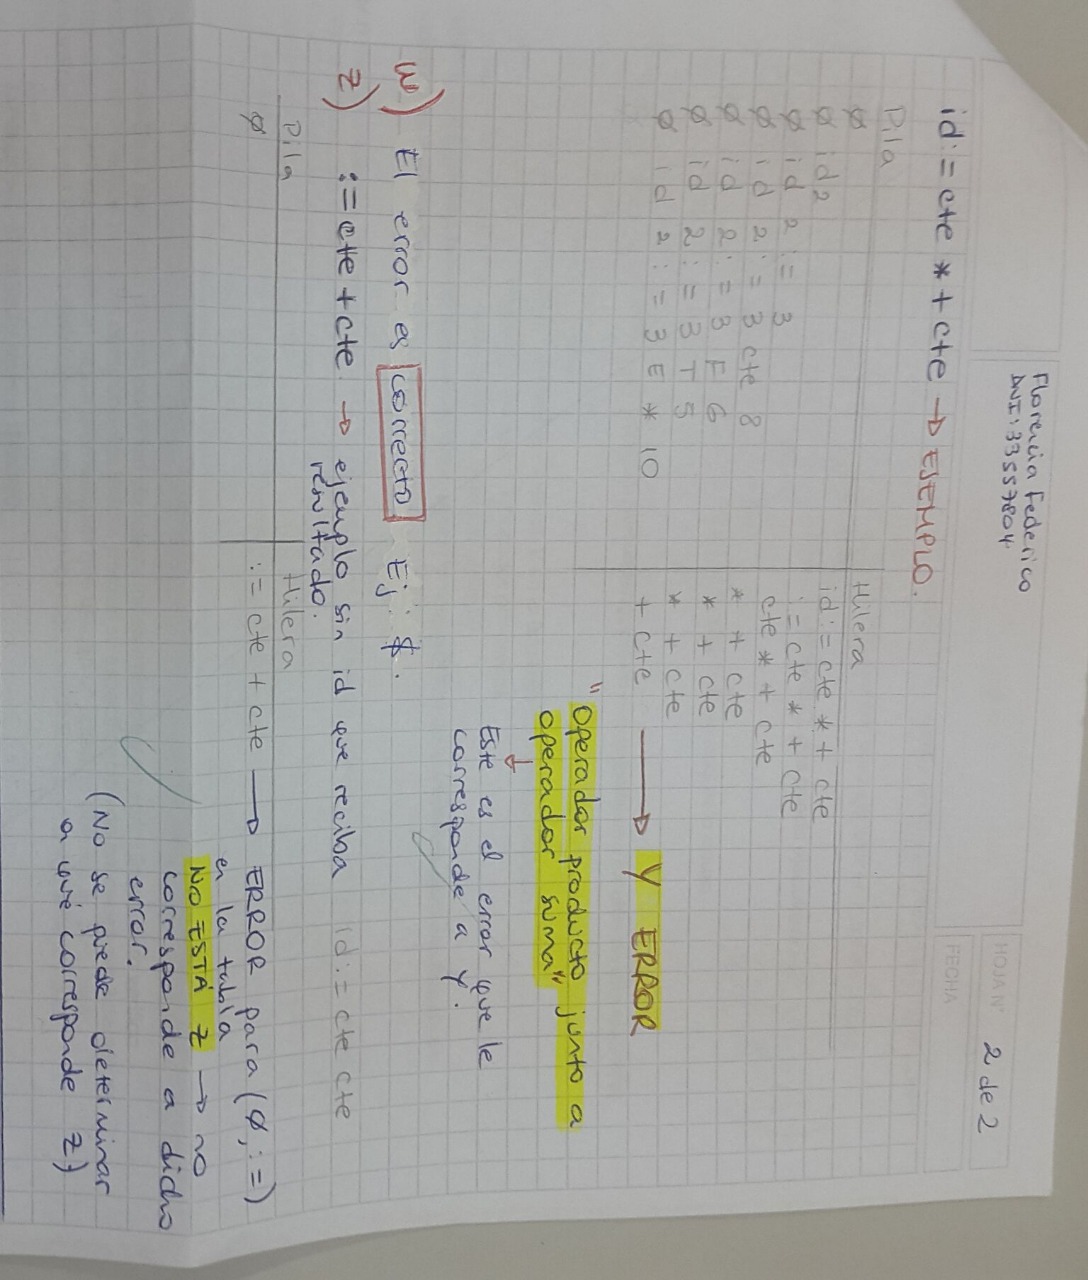 Florencia Federico
DNI: 33557804
HOJA Nº 2 de 2
FECHA
id := cte * + cte → EJEMPLO.
Pila Hilera
ø id := cte * + cte
ø id 2 := cte * + cte
ø id 2 := 3 cte * + cte
ø id 2 := 3 cte 8 * + cte
ø id 2 := 3 F 6 * + cte
ø id 2 := 3 T 5 * + cte
ø id 2 := 3 E * 10 + cte → Y ERROR
"Operador producto junto a
operador suma"
Este es el error que le
corresponde a Y.
w) El error es correcto Ej: $.
z) := cte + cte → ejemplo sin id que reciba id := cte cte
resultado.
Pila Hilera
ø := cte + cte → ERROR para (ø, :=)
en la tabla
NO ESTÁ z → no
corresponde a dicho
error.
(No se puede determinar
a qué corresponde z)